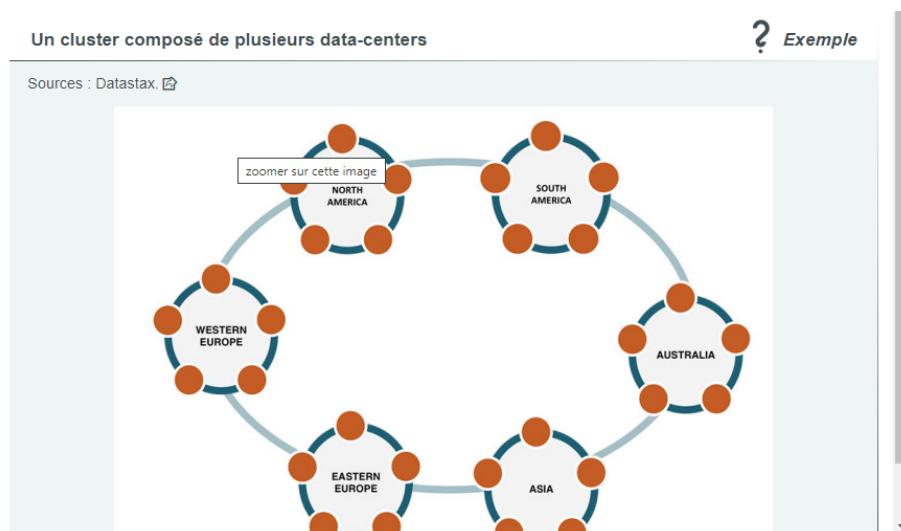 Un cluster composé de plusieurs data-centers
? Exemple
Sources : Datastax.
zoomer sur cette image
NORTH
AMERICA
SOUTH
AMERICA
WESTERN
EUROPE
AUSTRALIA
EASTERN
EUROPE
ASIA